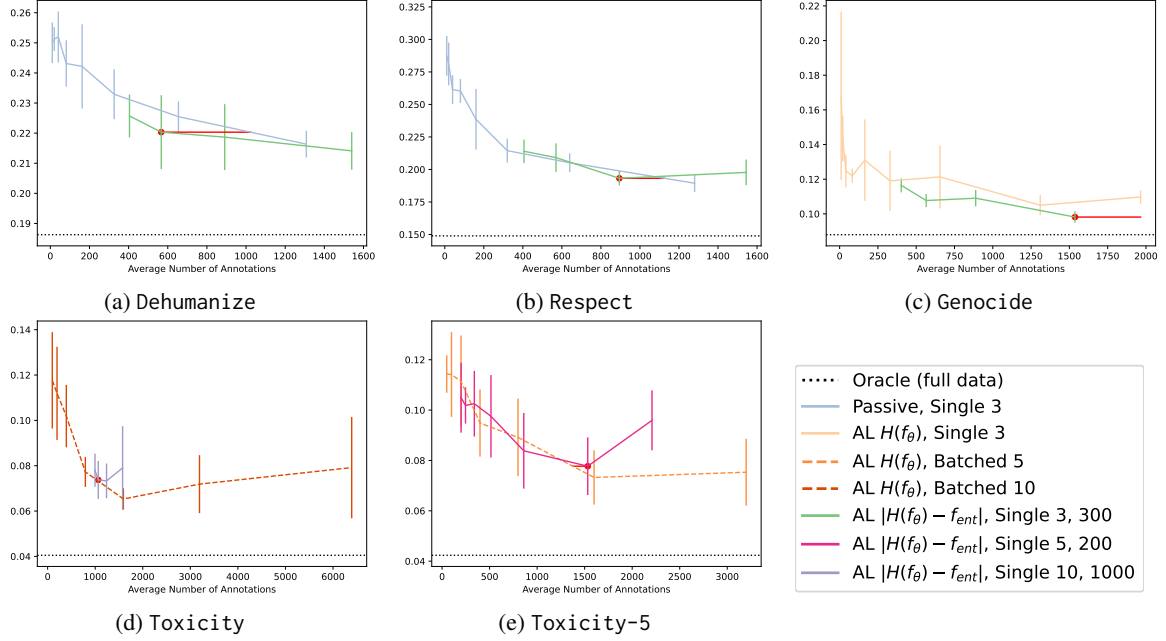 0.26
0.25
0.24
0.23
0.22
0.21
0.20
0.19
0 200 400 600 800 1000 1200 1400 1600
Average Number of Annotations
(a) Dehumanize
0.325
0.300
0.275
0.250
0.225
0.200
0.175
0.150
0 200 400 600 800 1000 1200 1400 1600
Average Number of Annotations
(b) Respect
0.22
0.20
0.18
0.16
0.14
0.12
0.10
0 250 500 750 1000 1250 1500 1750 2000
Average Number of Annotations
(c) Genocide
0.14
0.12
0.10
0.08
0.06
0.04
0 1000 2000 3000 4000 5000 6000
Average Number of Annotations
(d) Toxicity
0.12
0.10
0.08
0.06
0.04
0 500 1000 1500 2000 2500 3000
Average Number of Annotations
(e) Toxicity-5
Oracle (full data)
Passive, Single 3
AL H(fθ), Single 3
AL H(fθ), Batched 5
AL H(fθ), Batched 10
AL |H(fθ) − fent|, Single 3, 300
AL |H(fθ) − fent|, Single 5, 200
AL |H(fθ) − fent|, Single 10, 1000